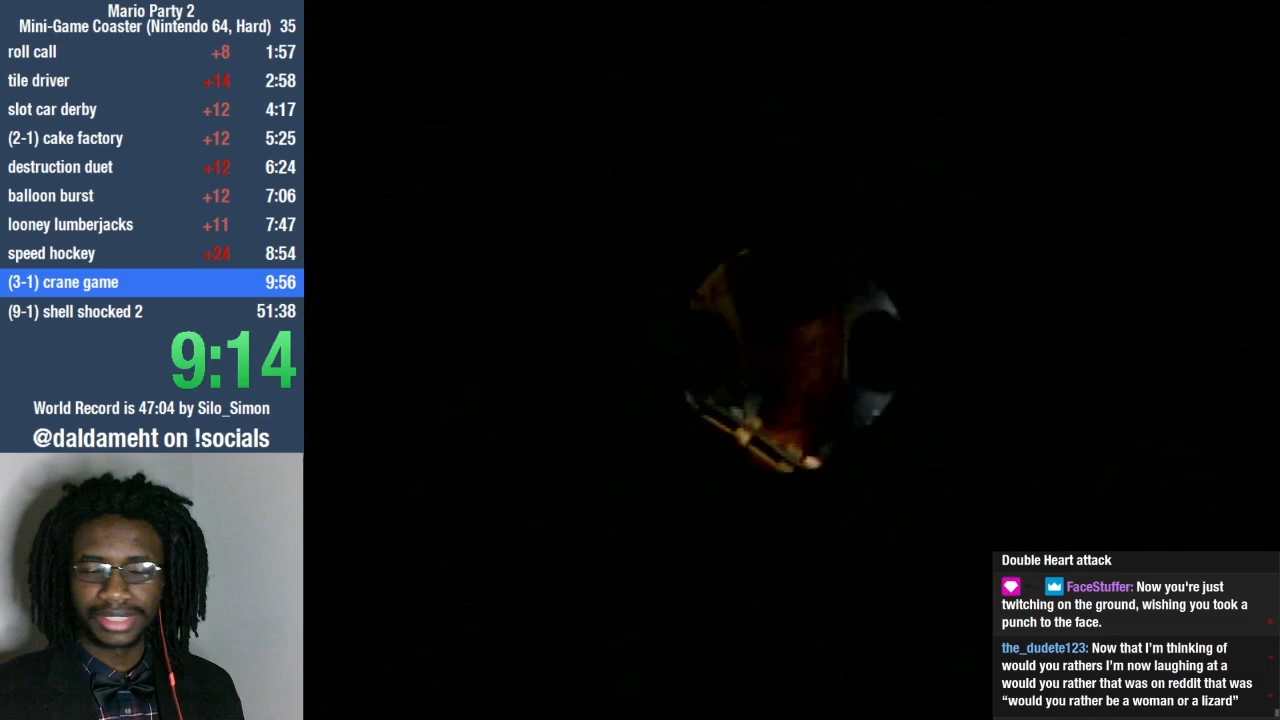 Mario Party 2
Mini-Game Coaster (Nintendo 64, Hard) 35
roll call +8 1:57
tile driver +14 2:58
slot car derby +12 4:17
(2-1) cake factory +12 5:25
destruction duet +12 6:24
balloon burst +12 7:06
looney lumberjacks +11 7:47
speed hockey +24 8:54
(3-1) crane game 9:56
(9-1) shell shocked 2 51:38
9:14
World Record is 47:04 by Silo_Simon
@daldameht on !socials
Double Heart attack
FaceStuffer: Now you're just
twitching on the ground, wishing you took a
punch to the face.
the_dudete123: Now that I'm thinking of
would you rathers I'm now laughing at a
would you rather that was on reddit that was
“would you rather be a woman or a lizard”